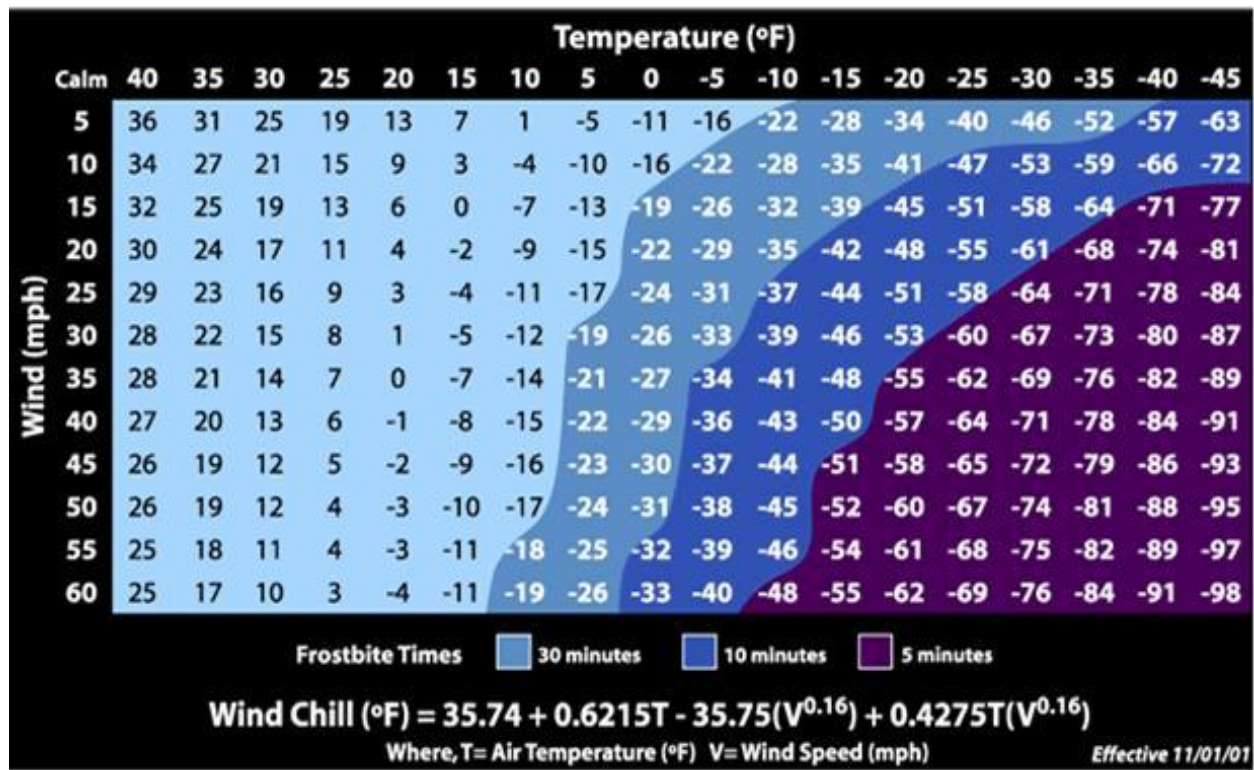 Temperature (ºF)
Calm 40 35 30 25 20 15 10 5 0 -5 -10 -15 -20 -25 -30 -35 -40 -45
5 36 31 25 19 13 7 1 -5 -11 -16 -22 -28 -34 -40 -46 -52 -57 -63
10 34 27 21 15 9 3 -4 -10 -16 -22 -28 -35 -41 -47 -53 -59 -66 -72
15 32 25 19 13 6 0 -7 -13 -19 -26 -32 -39 -45 -51 -58 -64 -71 -77
20 30 24 17 11 4 -2 -9 -15 -22 -29 -35 -42 -48 -55 -61 -68 -74 -81
25 29 23 16 9 3 -4 -11 -17 -24 -31 -37 -44 -51 -58 -64 -71 -78 -84
30 28 22 15 8 1 -5 -12 -19 -26 -33 -39 -46 -53 -60 -67 -73 -80 -87
35 28 21 14 7 0 -7 -14 -21 -27 -34 -41 -48 -55 -62 -69 -76 -82 -89
40 27 20 13 6 -1 -8 -15 -22 -29 -36 -43 -50 -57 -64 -71 -78 -84 -91
45 26 19 12 5 -2 -9 -16 -23 -30 -37 -44 -51 -58 -65 -72 -79 -86 -93
50 26 19 12 4 -3 -10 -17 -24 -31 -38 -45 -52 -60 -67 -74 -81 -88 -95
55 25 18 11 4 -3 -11 -18 -25 -32 -39 -46 -54 -61 -68 -75 -82 -89 -97
60 25 17 10 3 -4 -11 -19 -26 -33 -40 -48 -55 -62 -69 -76 -84 -91 -98
Wind (mph)
Frostbite Times 30 minutes 10 minutes 5 minutes
Wind Chill (ºF) = 35.74 + 0.6215T - 35.75(V^0.16) + 0.4275T(V^0.16)
Where, T= Air Temperature (ºF) V= Wind Speed (mph) Effective 11/01/01